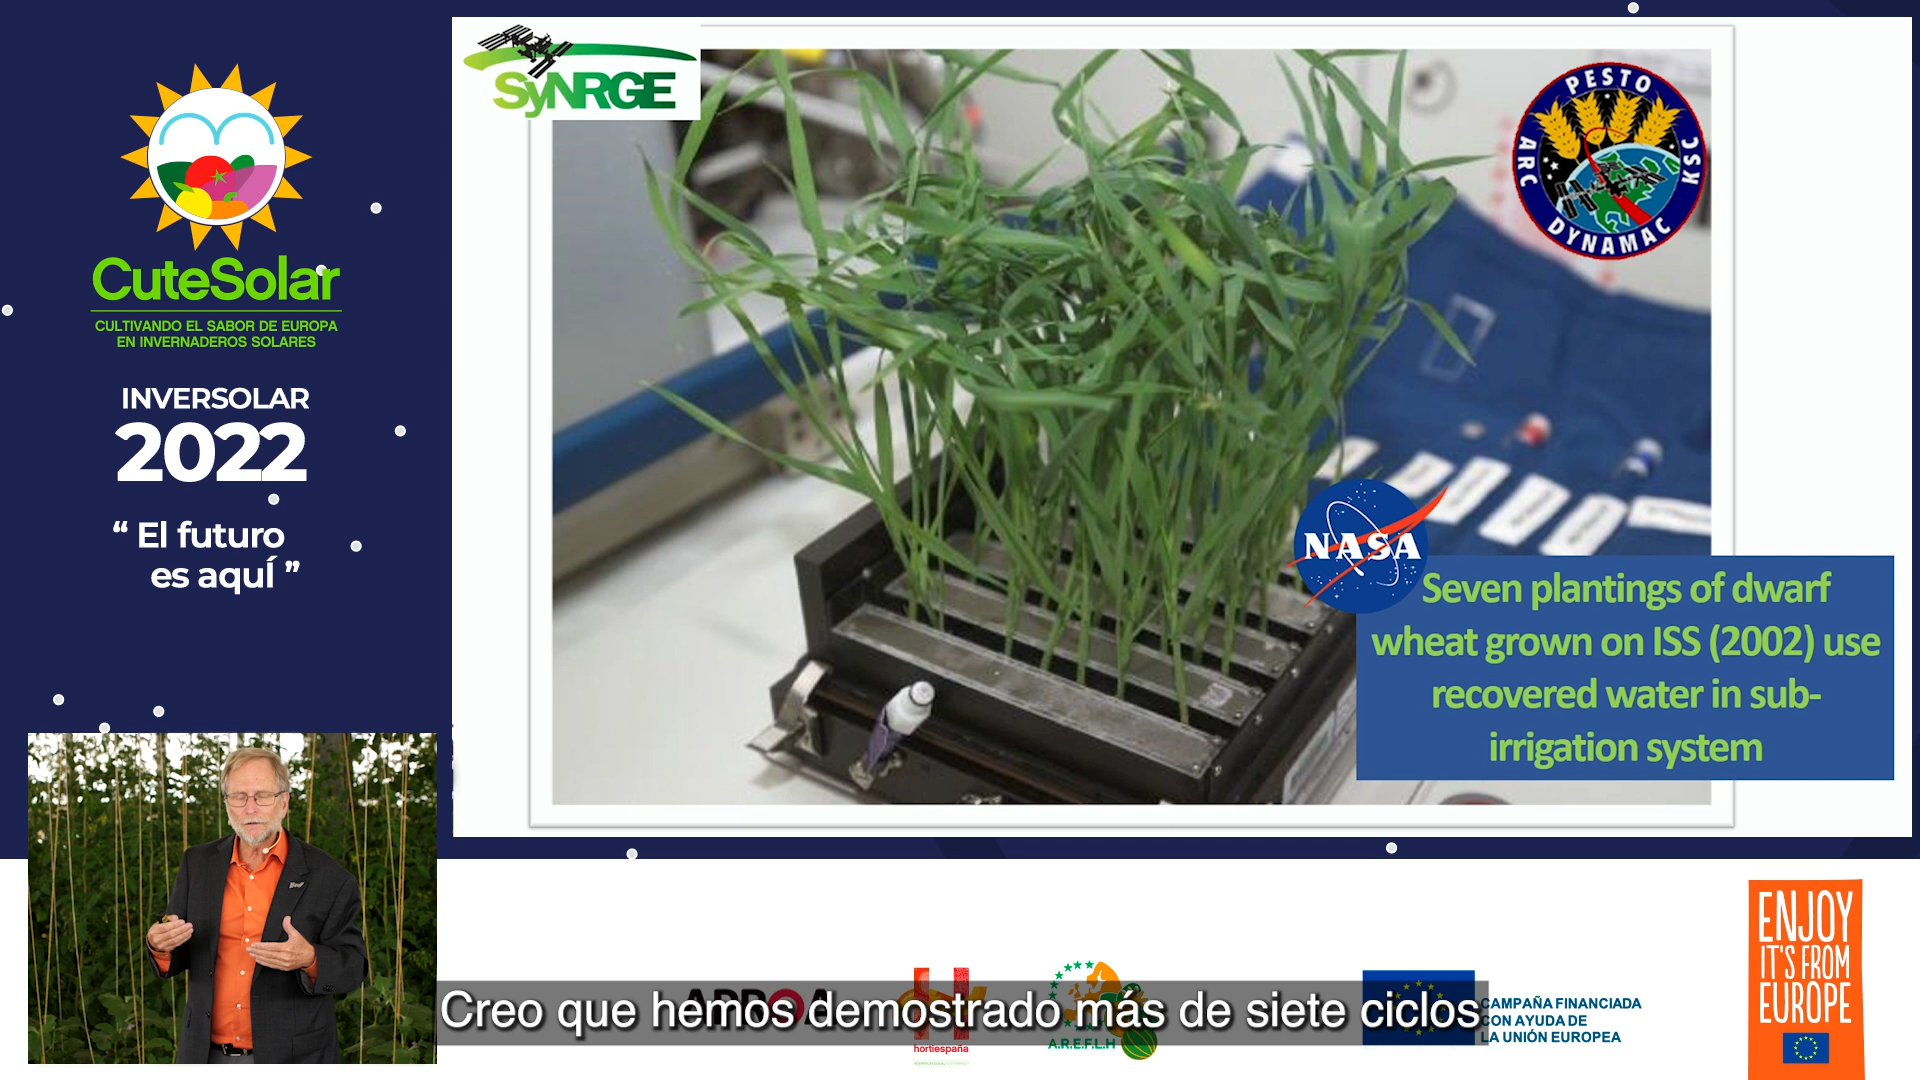 CuteSolar
CULTIVANDO EL SABOR DE EUROPA
EN INVERNADEROS SOLARES
INVERSOLAR
2022
“ El futuro
es aquÍ ”
SyNRGE
PESTO
ARC
KSC
DYNAMAC
NASA
Seven plantings of dwarf
wheat grown on ISS (2002) use
recovered water in sub-
irrigation system
Creo que hemos demostrado más de siete ciclos
hortiespaña
A.R.E.F.L.H
CAMPAÑA FINANCIADA
CON AYUDA DE
LA UNIÓN EUROPEA
ENJOY
IT'S FROM
EUROPE